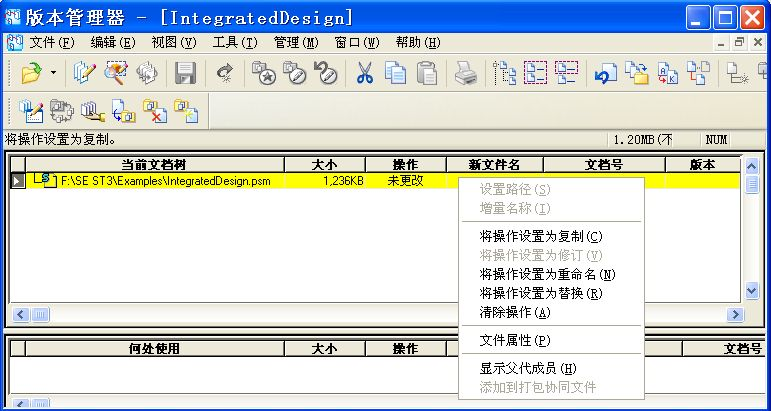 版本管理器 - [IntegratedDesign]
文件(F) 编辑(E) 视图(V) 工具(T) 管理(M) 窗口(W) 帮助(H)
将操作设置为复制。 1.20MB(不 NUM
当前文档树 大小 操作 新文件名 文档号 版本
F:\SE ST3\Examples\IntegratedDesign.psm 1,236KB 未更改
设置路径(S)
增量名称(I)
将操作设置为复制(C)
将操作设置为修订(V)
将操作设置为重命名(N)
将操作设置为替换(R)
清除操作(A)
文件属性(P)
显示父代成员(H)
添加到打包协同文件
何处使用 大小 操作 文档号